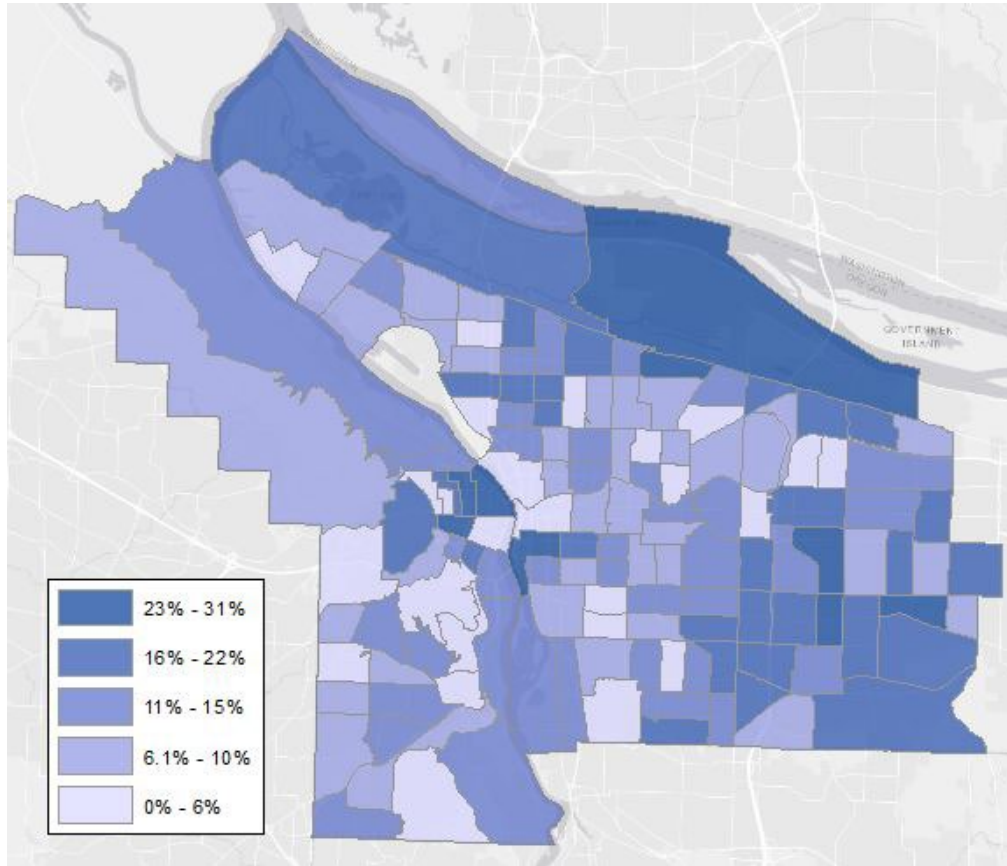 WASHINGTON
OREGON
GOVERNMENT
ISLAND
23% - 31%
16% - 22%
11% - 15%
6.1% - 10%
0% - 6%